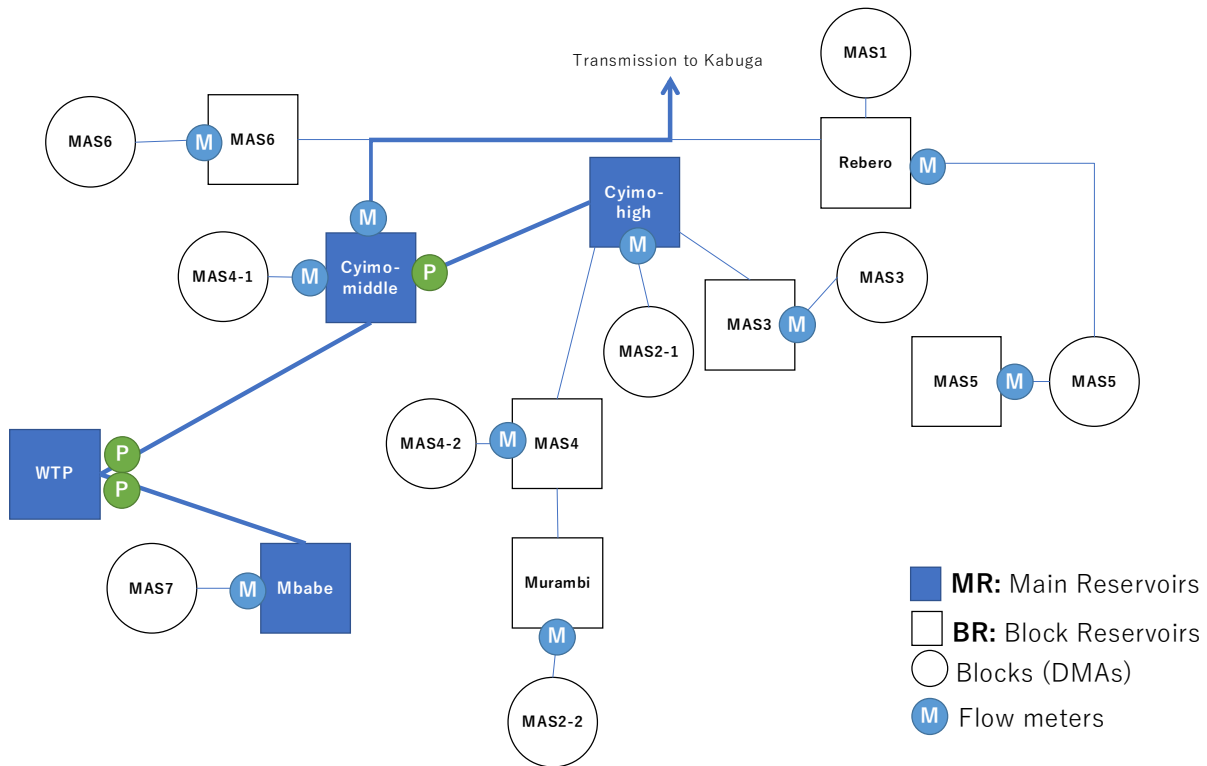 MAS1
Transmission to Kabuga
MAS6
M
MAS6
Rebero
M
Cyimo-
high
M
M
MAS4-1
M
Cyimo-
middle
P
MAS3
MAS3
M
MAS2-1
MAS5
M
MAS5
MAS4-2
M
MAS4
WTP
P
P
MAS7
M
Mbabe
Murambi
M
MAS2-2
MR: Main Reservoirs
BR: Block Reservoirs
Blocks (DMAs)
M Flow meters